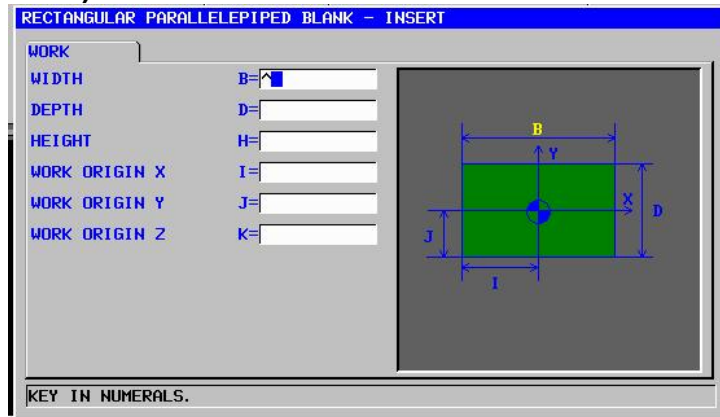 RECTANGULAR PARALLELEPIPED BLANK - INSERT
WORK
WIDTH B=^
DEPTH D=
HEIGHT H=
WORK ORIGIN X I=
WORK ORIGIN Y J=
WORK ORIGIN Z K=
B
Y
X
D
J
I
KEY IN NUMERALS.